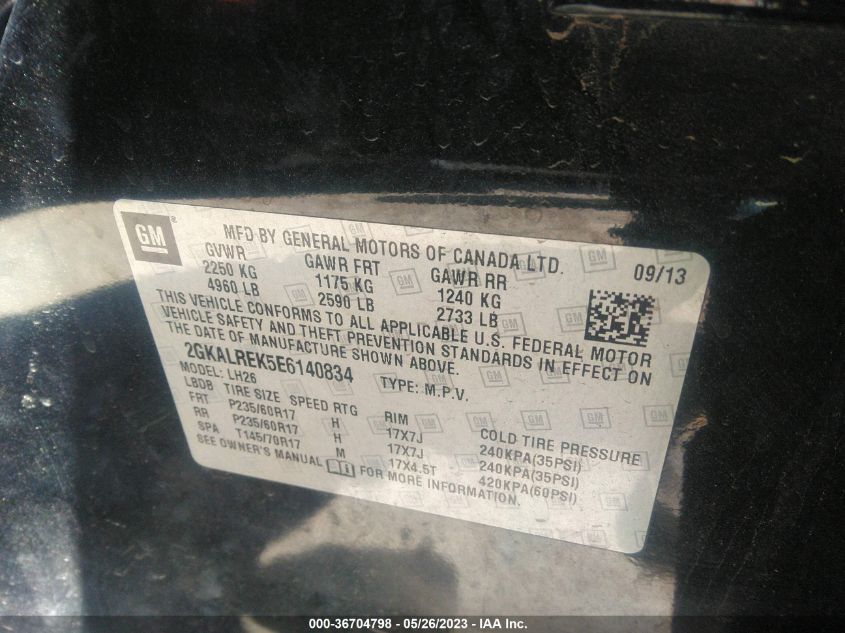 GM® MFD BY GENERAL MOTORS OF CANADA LTD. 09/13
GVWR GAWR FRT GAWR RR
2250 KG 1175 KG 1240 KG
4960 LB 2590 LB 2733 LB
THIS VEHICLE CONFORMS TO ALL APPLICABLE U.S. FEDERAL MOTOR
VEHICLE SAFETY AND THEFT PREVENTION STANDARDS IN EFFECT ON
THE DATE OF MANUFACTURE SHOWN ABOVE.
2GKALREK5E6140834 TYPE: M.P.V.
MODEL: LH26
LBDB TIRE SIZE SPEED RTG RIM COLD TIRE PRESSURE
FRT P235/60R17 H 17X7J 240KPA(35PSI)
RR P235/60R17 H 17X7J 240KPA(35PSI)
SPA T145/70R17 M 17X4.5T 420KPA(60PSI)
SEE OWNER'S MANUAL FOR MORE INFORMATION.
000-36704798 - 05/26/2023 - IAA Inc.